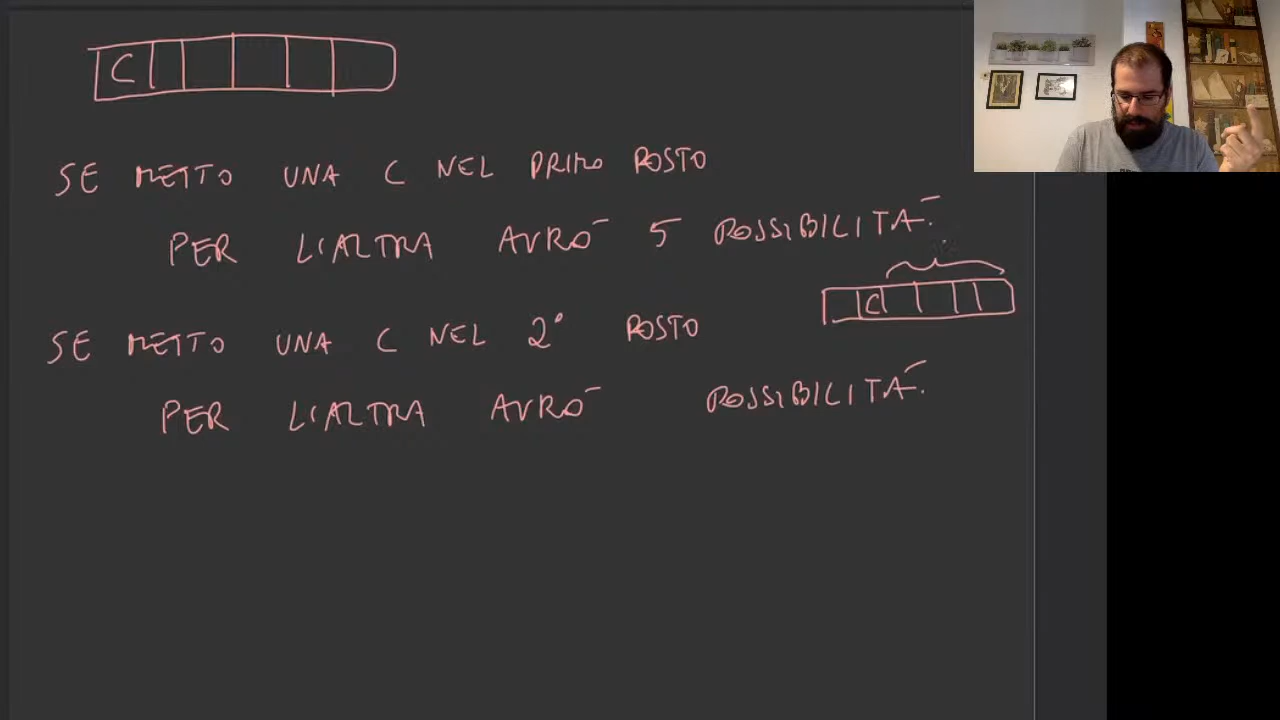 C
SE METTO UNA C NEL PRIMO POSTO
PER L'ALTRA AVRÒ 5 POSSIBILITÀ.
C
SE METTO UNA C NEL 2° POSTO
PER L'ALTRA AVRÒ POSSIBILITÀ.